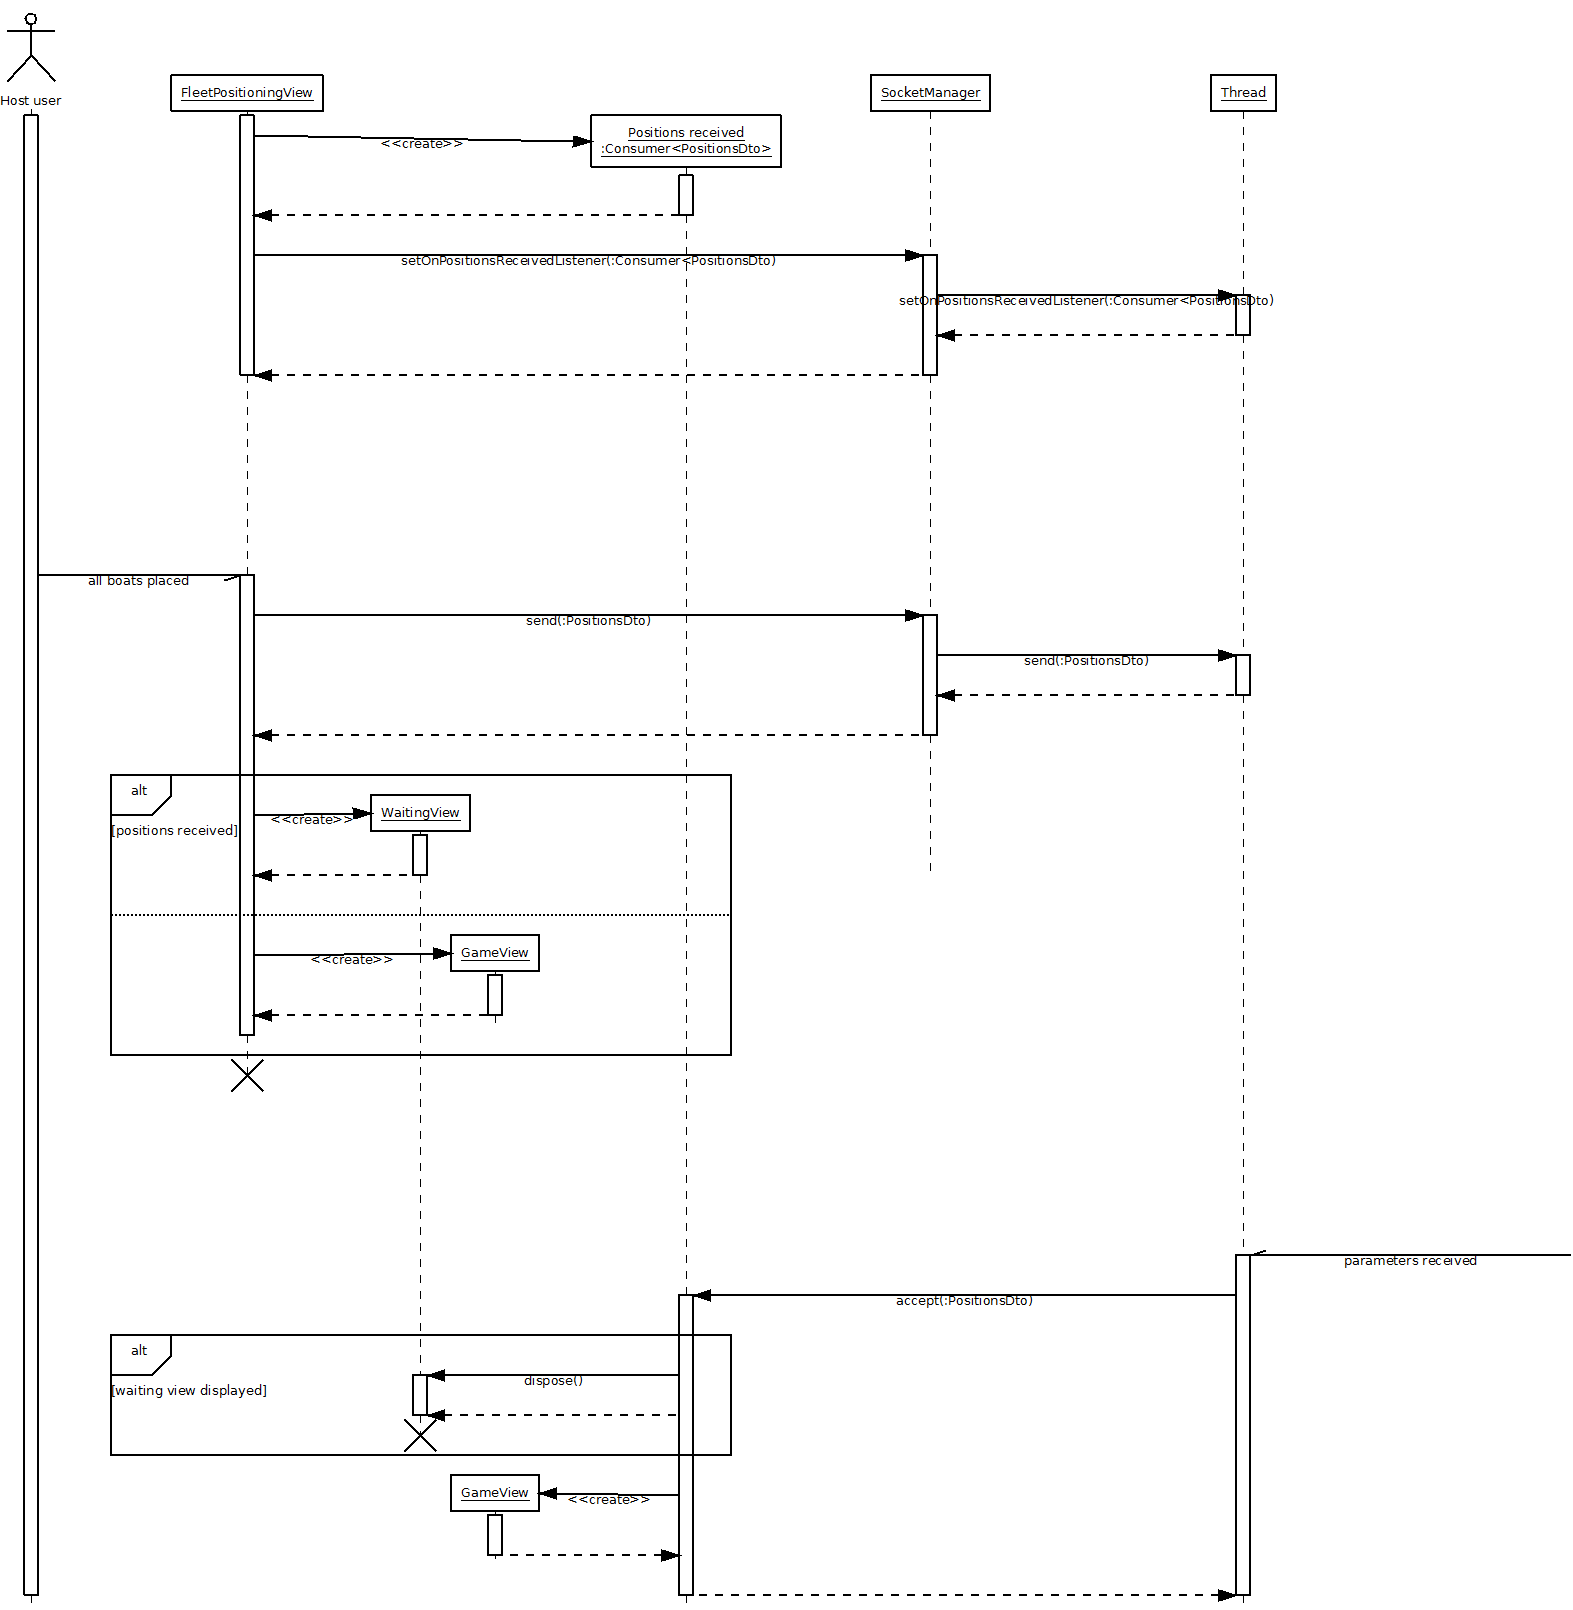 Host user
FleetPositioningView
SocketManager
Thread
Positions received
:Consumer<PositionsDto>
<<create>>
setOnPositionsReceivedListener(:Consumer<PositionsDto)
setOnPositionsReceivedListener(:Consumer<PositionsDto)
all boats placed
send(:PositionsDto)
send(:PositionsDto)
alt
WaitingView
<<create>>
[positions received]
GameView
<<create>>
parameters received
accept(:PositionsDto)
alt
dispose()
[waiting view displayed]
GameView
<<create>>